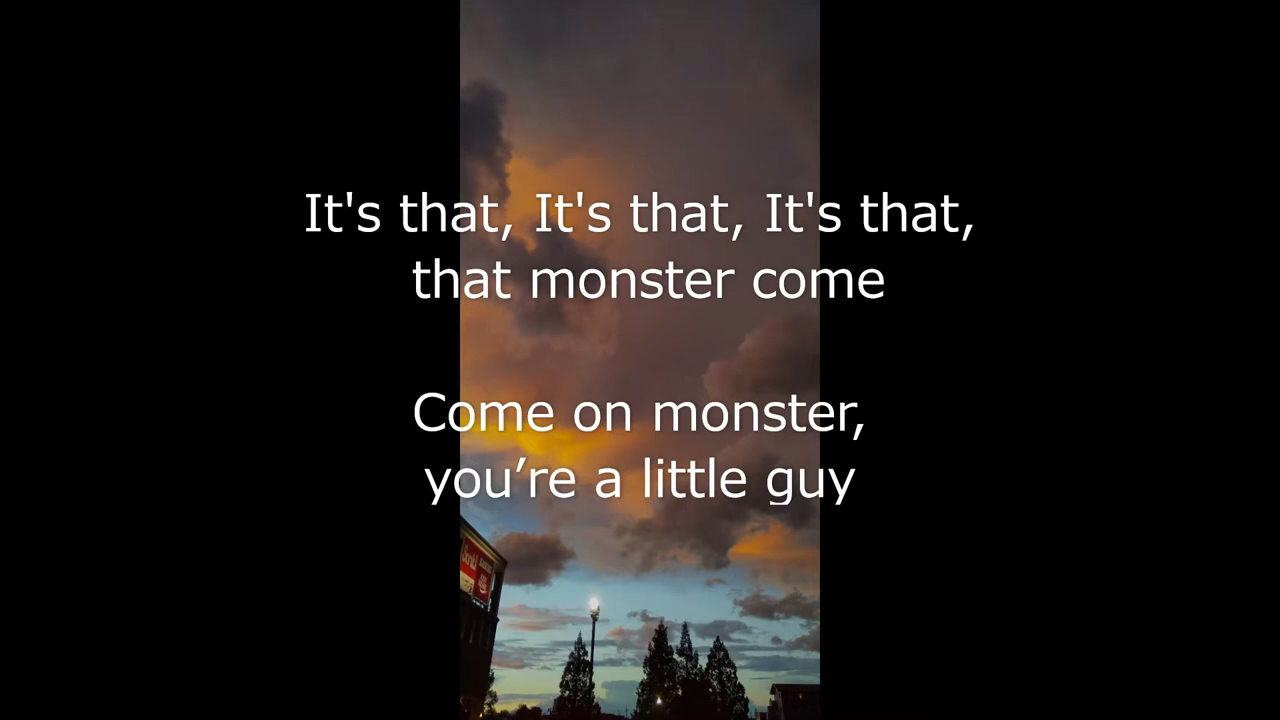 It's that, It's that, It's that,
that monster come
Come on monster,
you’re a little guy